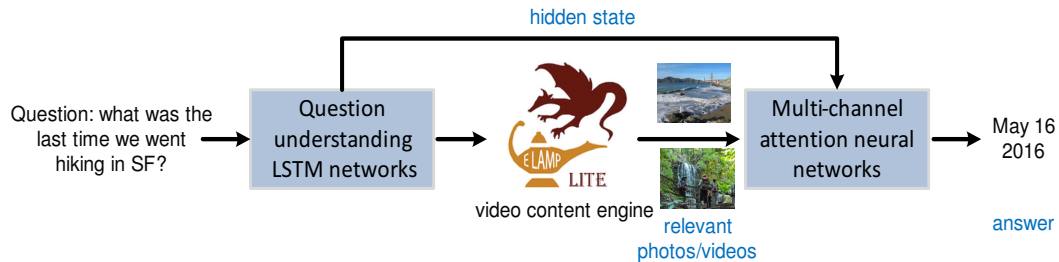 hidden state
Question: what was the
last time we went
hiking in SF?
Question
understanding
LSTM networks
E LAMP
LITE
video content engine
relevant
photos/videos
Multi-channel
attention neural
networks
May 16
2016
answer